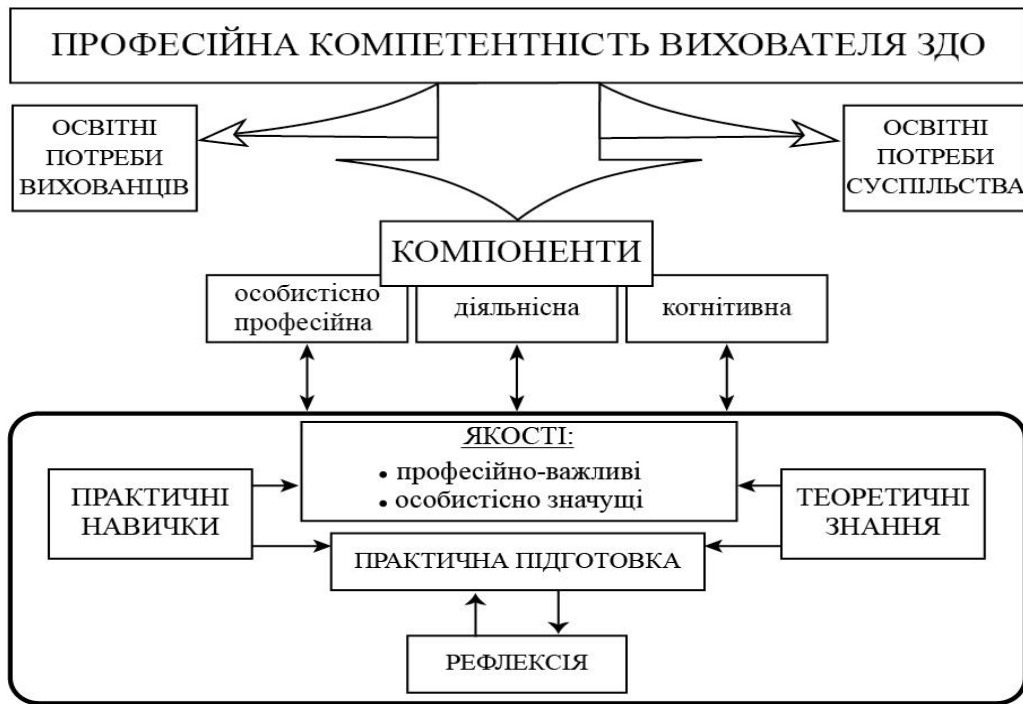 ПРОФЕСІЙНА КОМПЕТЕНТНІСТЬ ВИХОВАТЕЛЯ ЗДО
ОСВІТНІ
ПОТРЕБИ
ВИХОВАНЦІВ
ОСВІТНІ
ПОТРЕБИ
СУСПІЛЬСТВА
КОМПОНЕНТИ
особистісно
професійна
діяльнісна
когнітивна
ЯКОСТІ:
• професійно-важливі
• особистісно значущі
ПРАКТИЧНІ
НАВИЧКИ
ТЕОРЕТИЧНІ
ЗНАННЯ
ПРАКТИЧНА ПІДГОТОВКА
РЕФЛЕКСІЯ